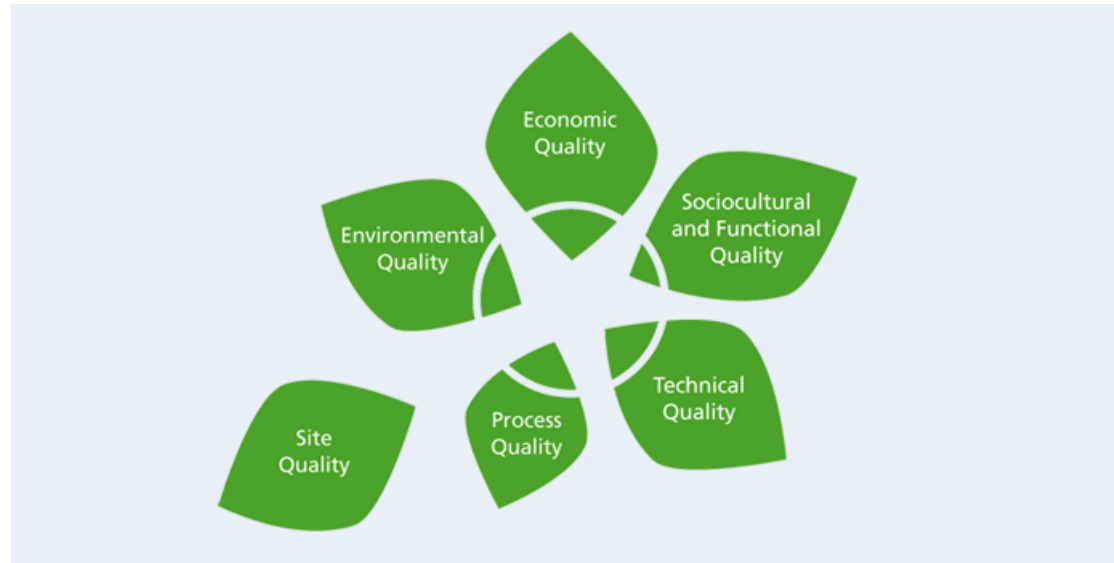 Economic
Quality
Sociocultural
and Functional
Quality
Environmental
Quality
Technical
Quality
Process
Quality
Site
Quality